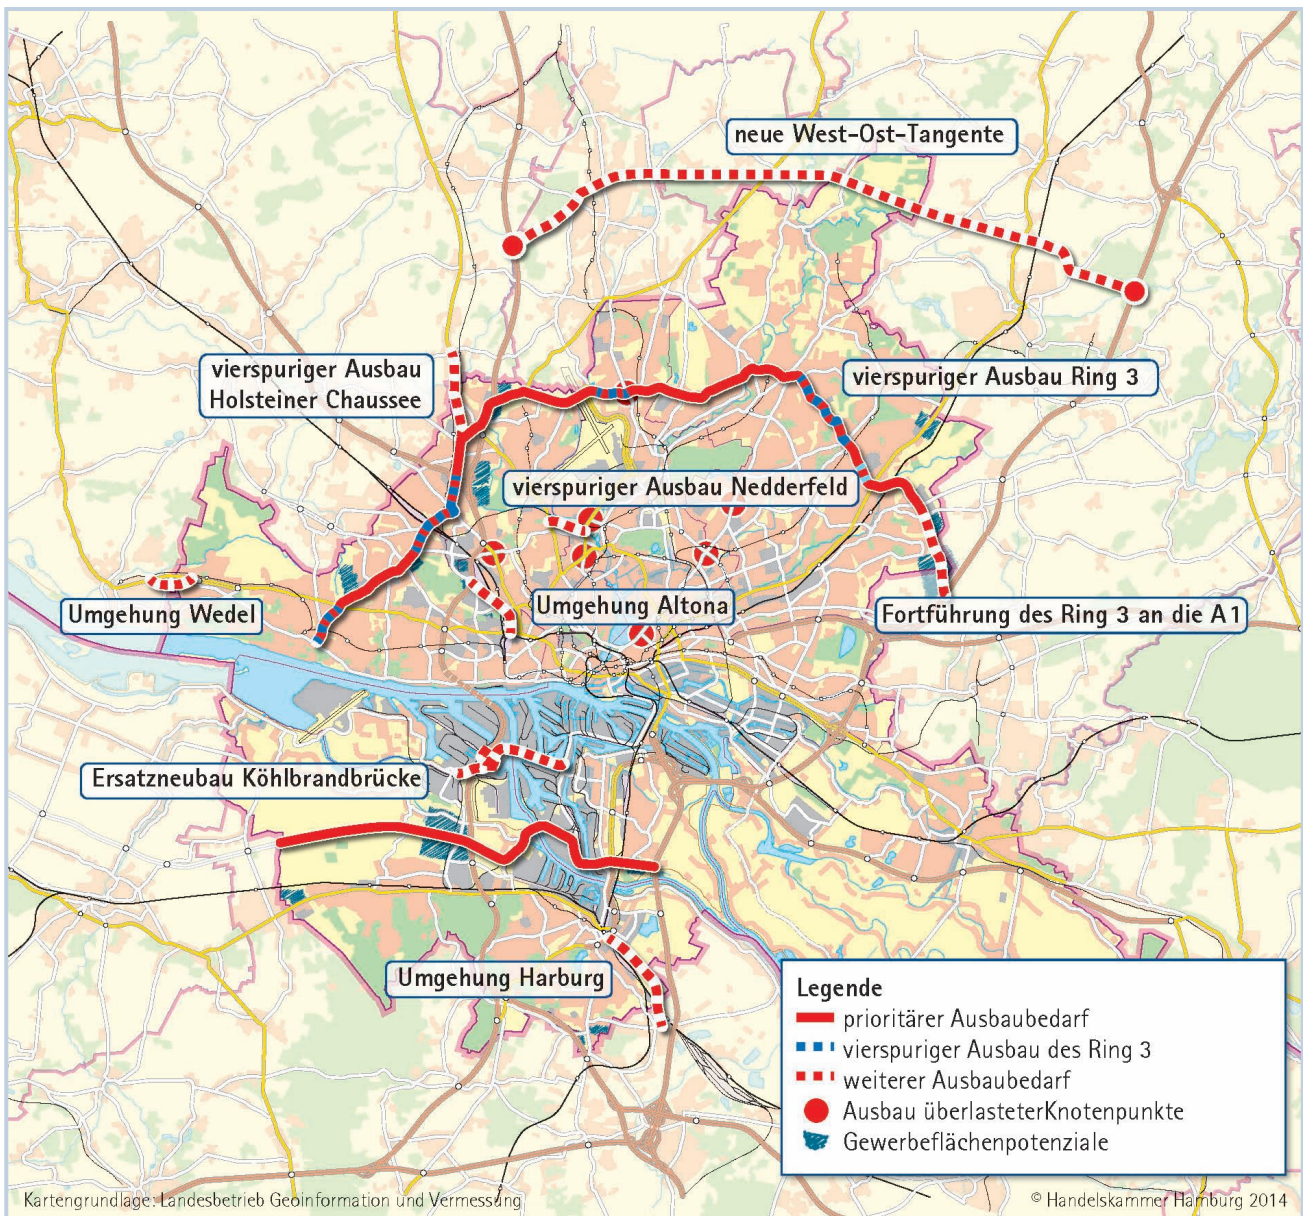 neue West-Ost-Tangente
vierspuriger Ausbau
Holsteiner Chaussee
vierspuriger Ausbau Ring 3
vierspuriger Ausbau Nedderfeld
Umgehung Wedel
Umgehung Altona
Fortführung des Ring 3 an die A1
Ersatzneubau Köhlbrandbrücke
Umgehung Harburg
Legende
prioritärer Ausbaubedarf
vierspuriger Ausbau des Ring 3
weiterer Ausbaubedarf
Ausbau überlasteterKnotenpunkte
Gewerbeflächenpotenziale
Kartengrundlage: Landesbetrieb Geoinformation und Vermessung
© Handelskammer Hamburg 2014